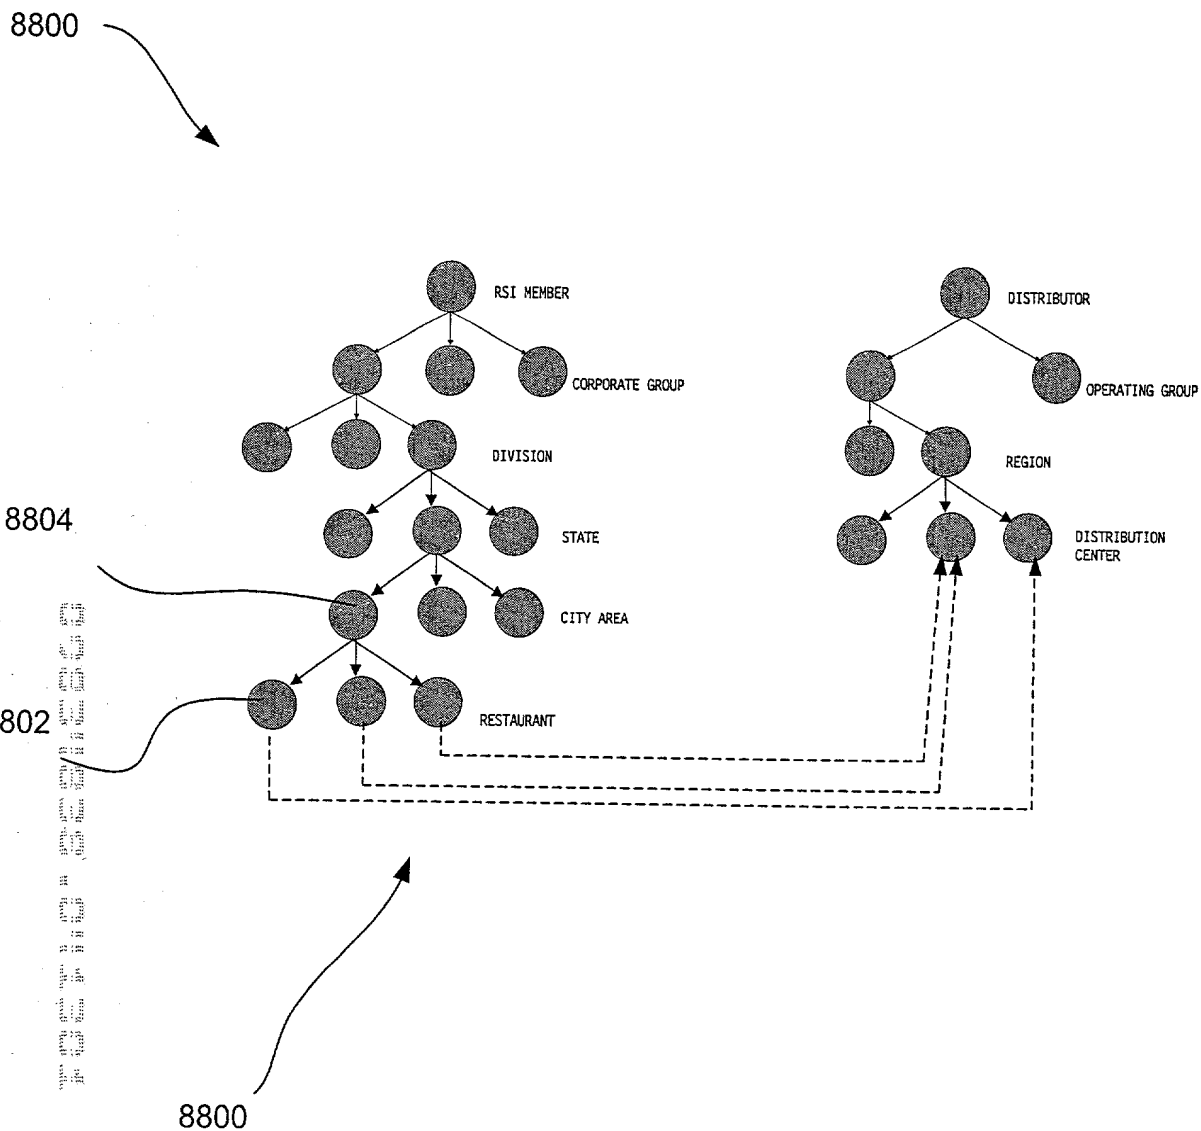 8800
RSI MEMBER
DISTRIBUTOR
CORPORATE GROUP
OPERATING GROUP
DIVISION
REGION
8804
STATE
DISTRIBUTION
CENTER
CITY AREA
802
RESTAURANT
8800